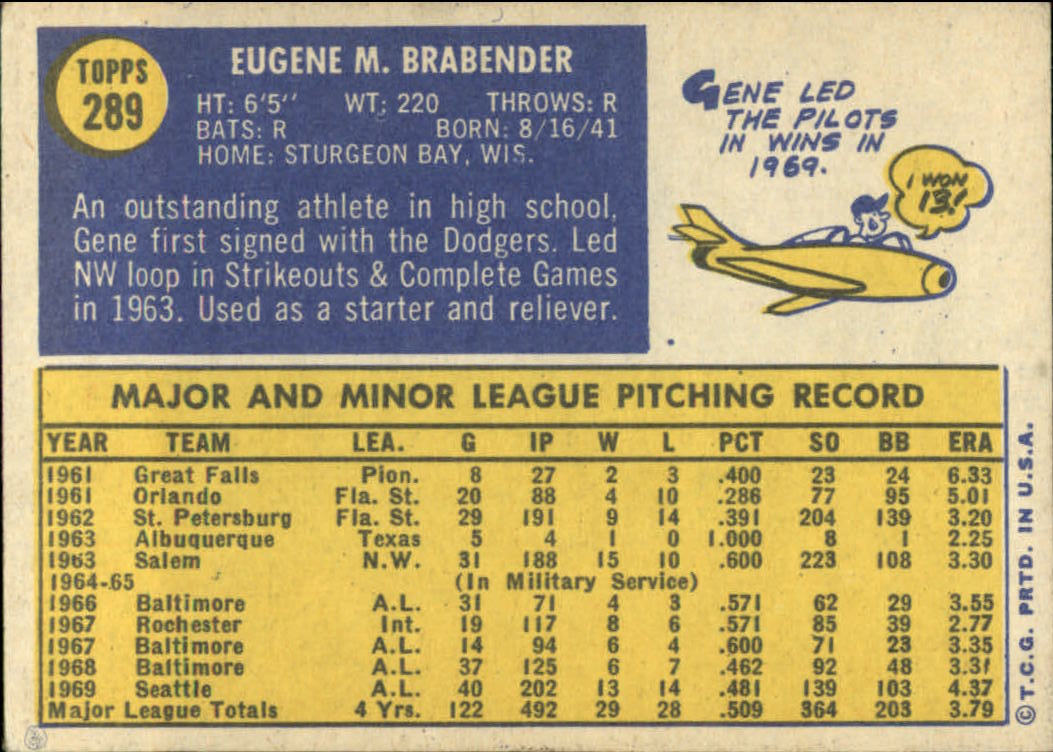 TOPPS
289
EUGENE M. BRABENDER
HT: 6'5" WT: 220 THROWS: R
BATS: R BORN: 8/16/41
HOME: STURGEON BAY, WIS.
An outstanding athlete in high school,
Gene first signed with the Dodgers. Led
NW loop in Strikeouts & Complete Games
in 1963. Used as a starter and reliever.
GENE LED
THE PILOTS
IN WINS IN
1969.
I WON
13!
MAJOR AND MINOR LEAGUE PITCHING RECORD
YEAR TEAM LEA. G IP W L PCT SO BB ERA
1961 Great Falls Pion. 8 27 2 3 .400 23 24 6.33
1961 Orlando Fla. St. 20 88 4 10 .286 77 95 5.01
1962 St. Petersburg Fla. St. 29 191 9 14 .391 204 139 3.20
1963 Albuquerque Texas 5 4 1 0 1.000 8 1 2.25
1963 Salem N.W. 31 188 15 10 .600 223 108 3.30
1964-65 (In Military Service)
1966 Baltimore A.L. 31 71 4 3 .571 62 29 3.55
1967 Rochester Int. 19 117 8 6 .571 85 39 2.77
1967 Baltimore A.L. 14 94 6 4 .600 71 23 3.35
1968 Baltimore A.L. 37 125 6 7 .462 92 48 3.31
1969 Seattle A.L. 40 202 13 14 .481 139 103 4.37
Major League Totals 4 Yrs. 122 492 29 28 .509 364 203 3.79
© T.C.G. PRTD. IN U.S.A.